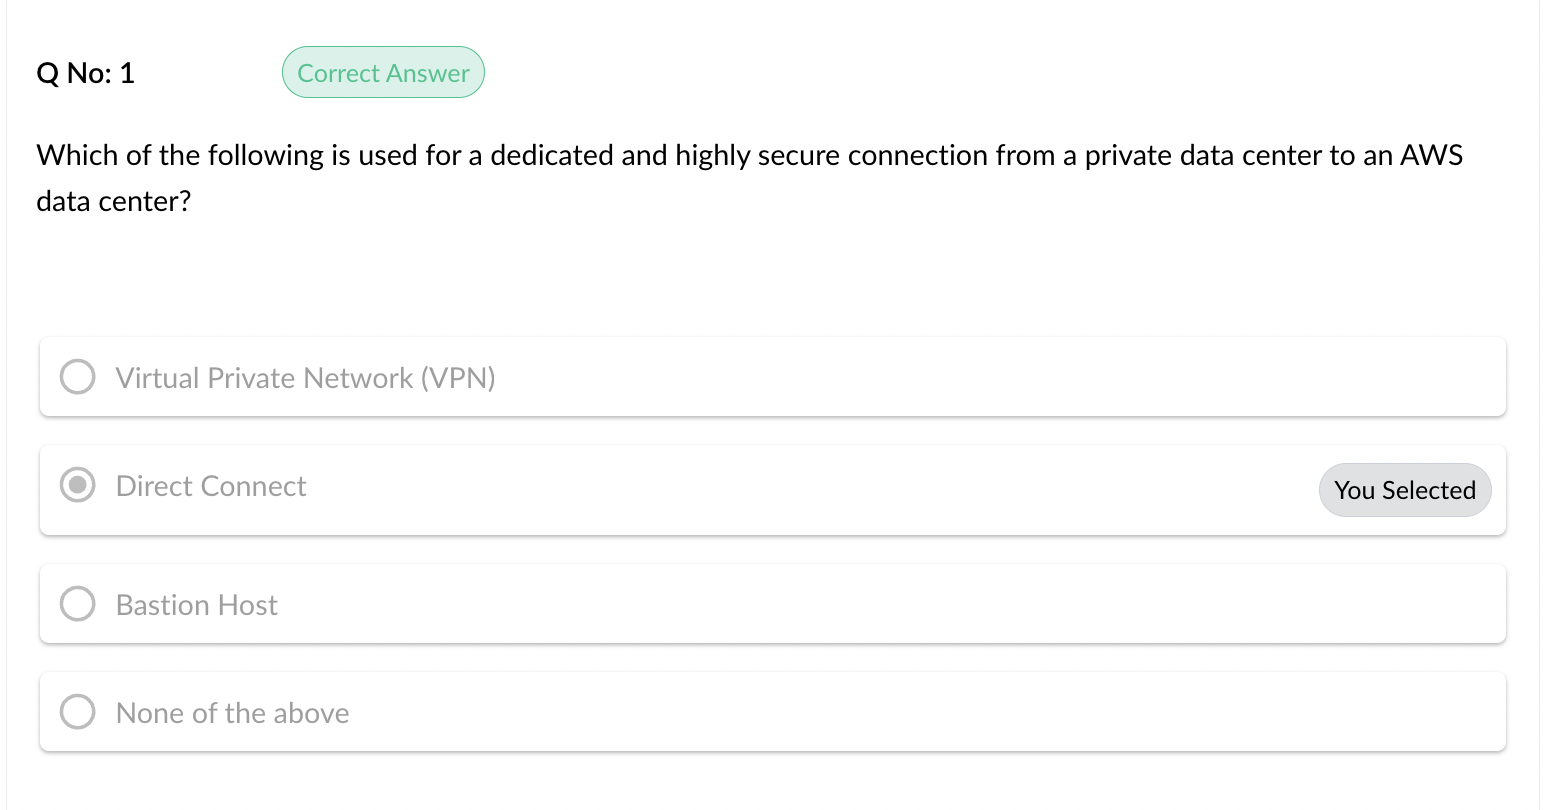 Q No: 1
Correct Answer
Which of the following is used for a dedicated and highly secure connection from a private data center to an AWS
data center?
Virtual Private Network (VPN)
Direct Connect
You Selected
Bastion Host
None of the above